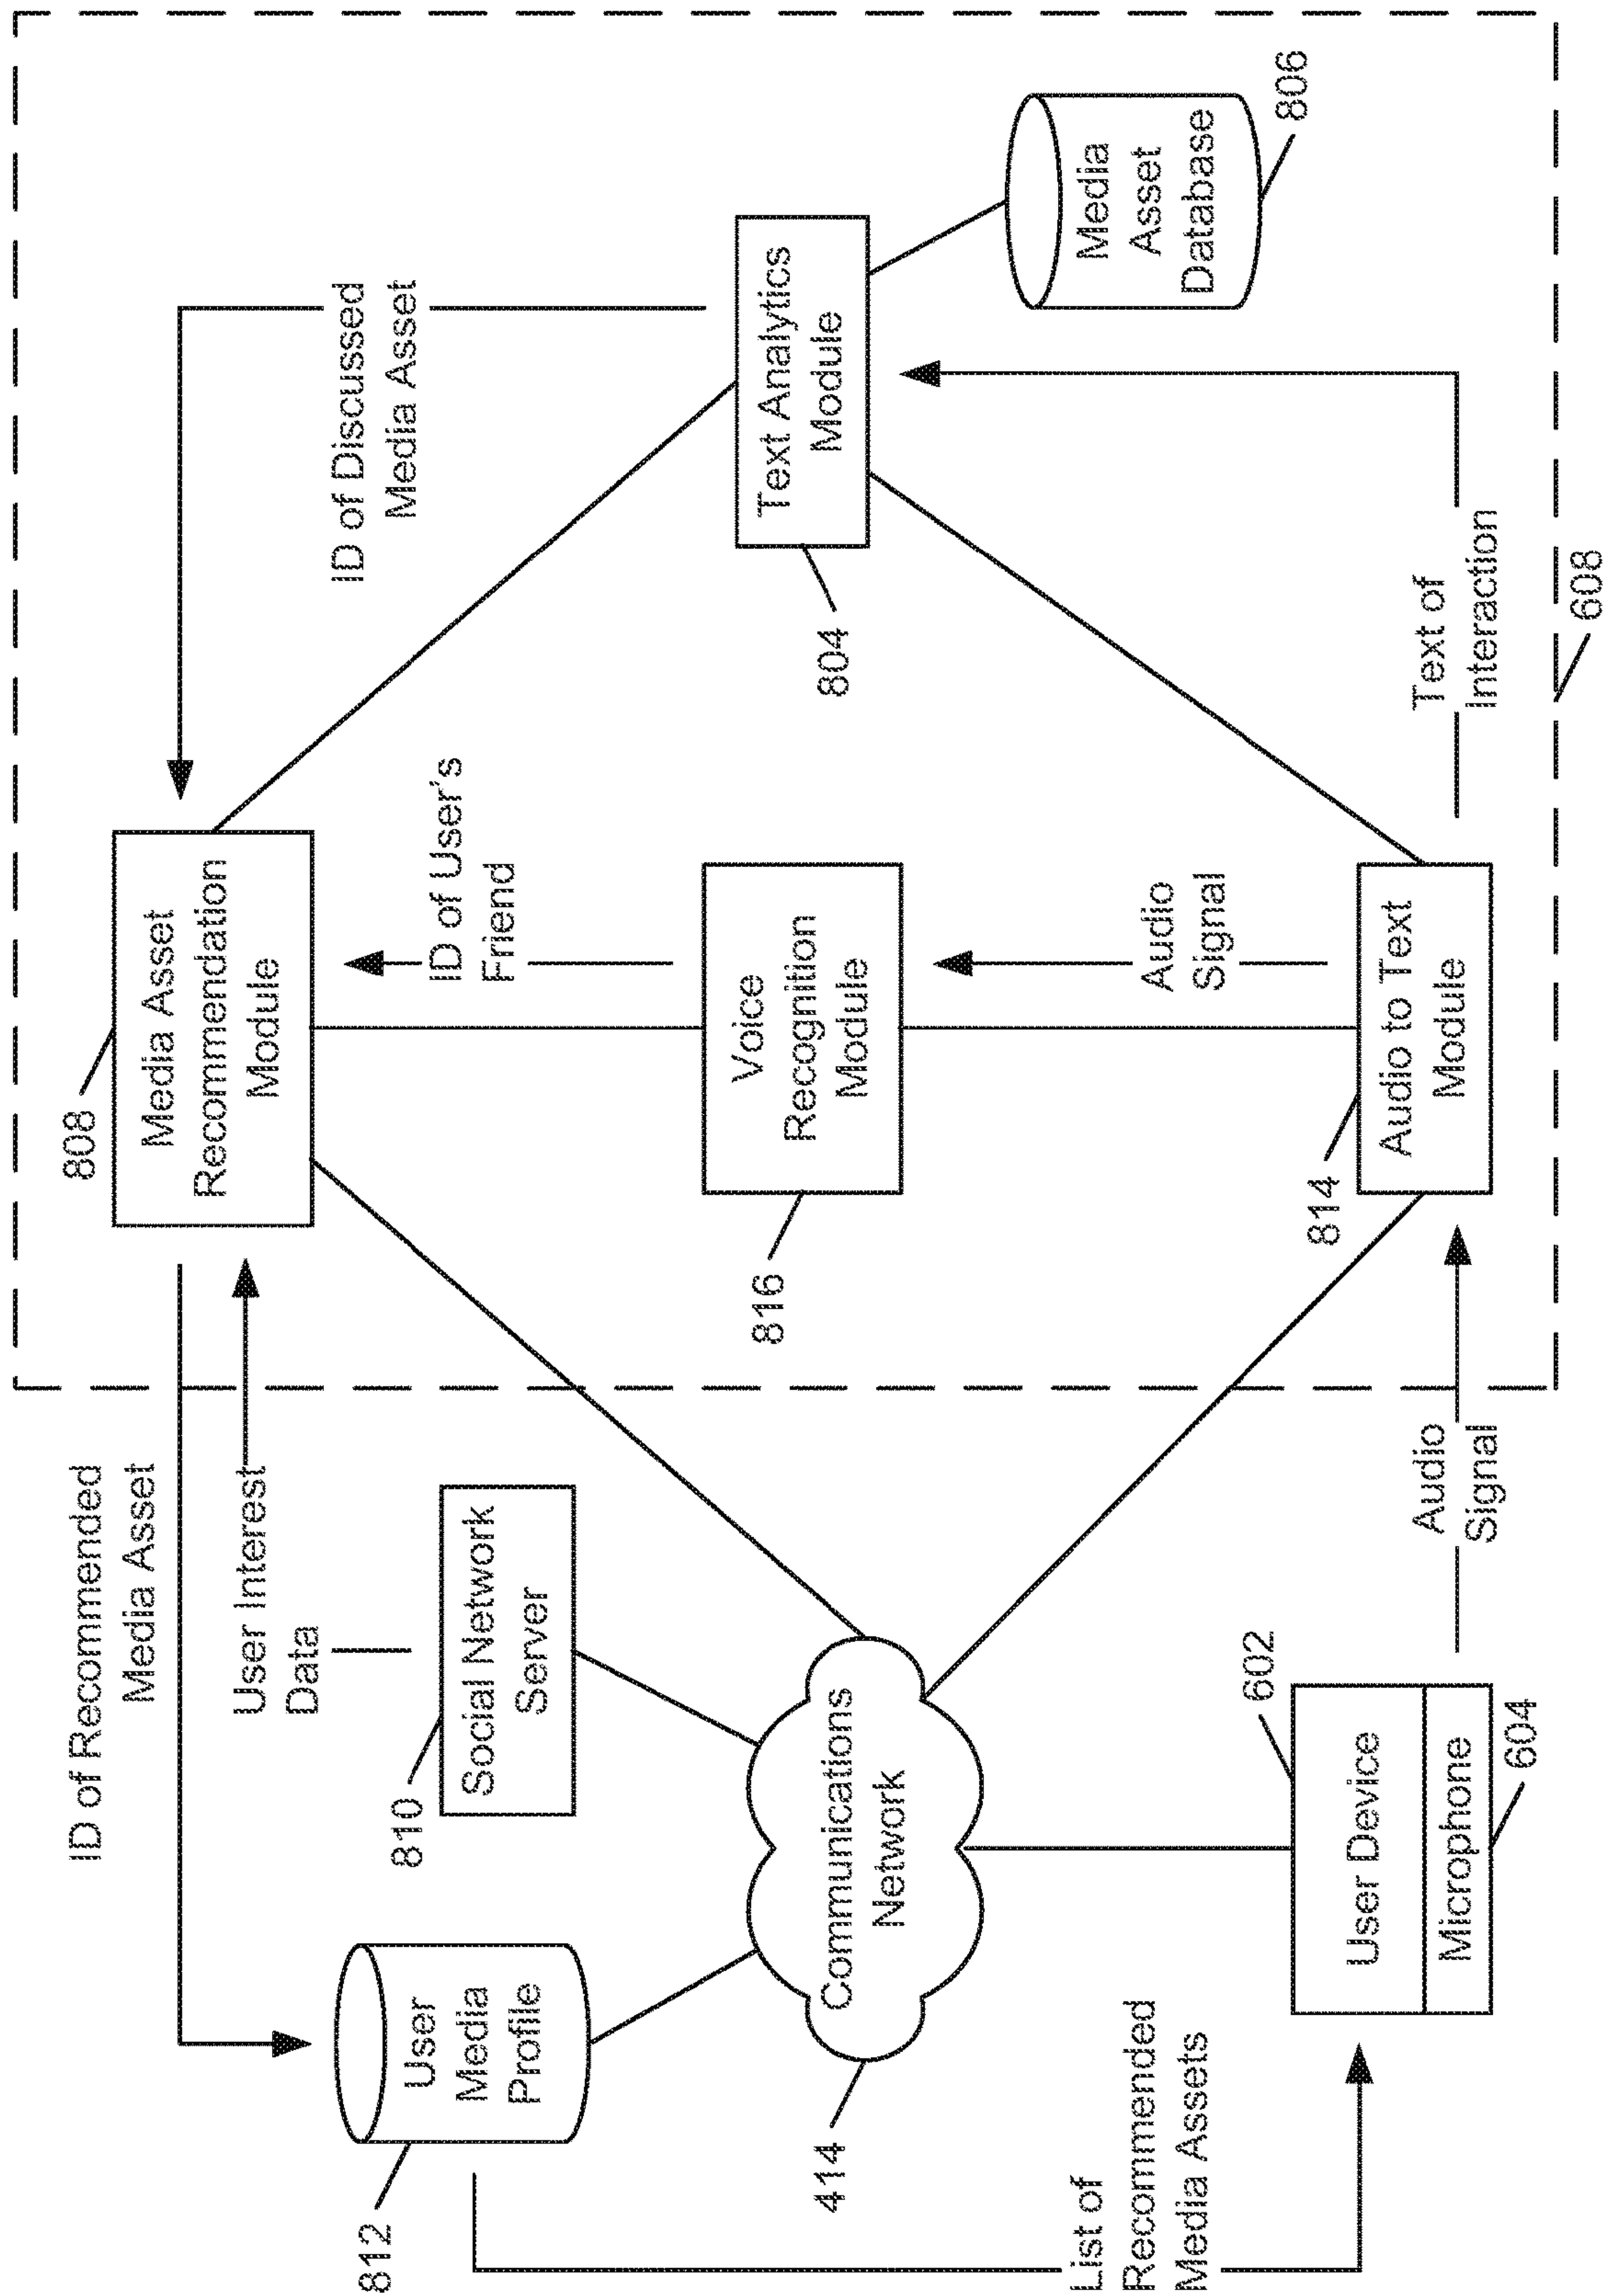 ID of Recommended
Media Asset
808
Media Asset
Recommendation
Module
ID of Discussed
Media Asset
User Interest
Data
812
User
Media
Profile
810
Social Network
Server
ID of User's
Friend
816
Voice
Recognition
Module
804
Text Analytics
Module
414
Communications
Network
Audio
Signal
Media
Asset
Database
806
List of
Recommended
Media Assets
602
User Device
Microphone
604
Audio
Signal
814
Audio to Text
Module
Text of
Interaction
608